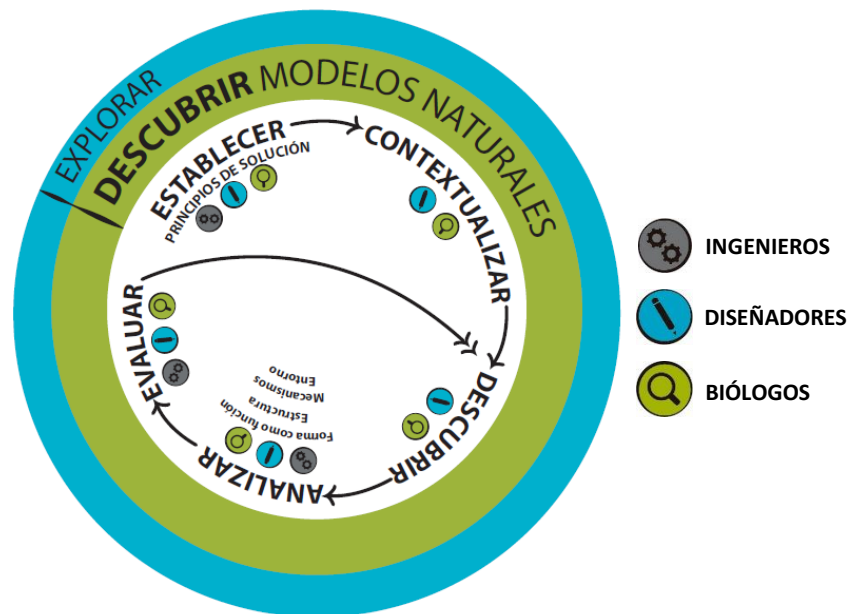 EXPLORAR
DESCUBRIR MODELOS NATURALES
ESTABLECER
PRINCIPIOS DE SOLUCIÓN
CONTEXTUALIZAR
DESCUBRIR
ANALIZAR
Forma como función
Estructura
Mecanismos
Entorno
EVALUAR
INGENIEROS
DISEÑADORES
BIÓLOGOS